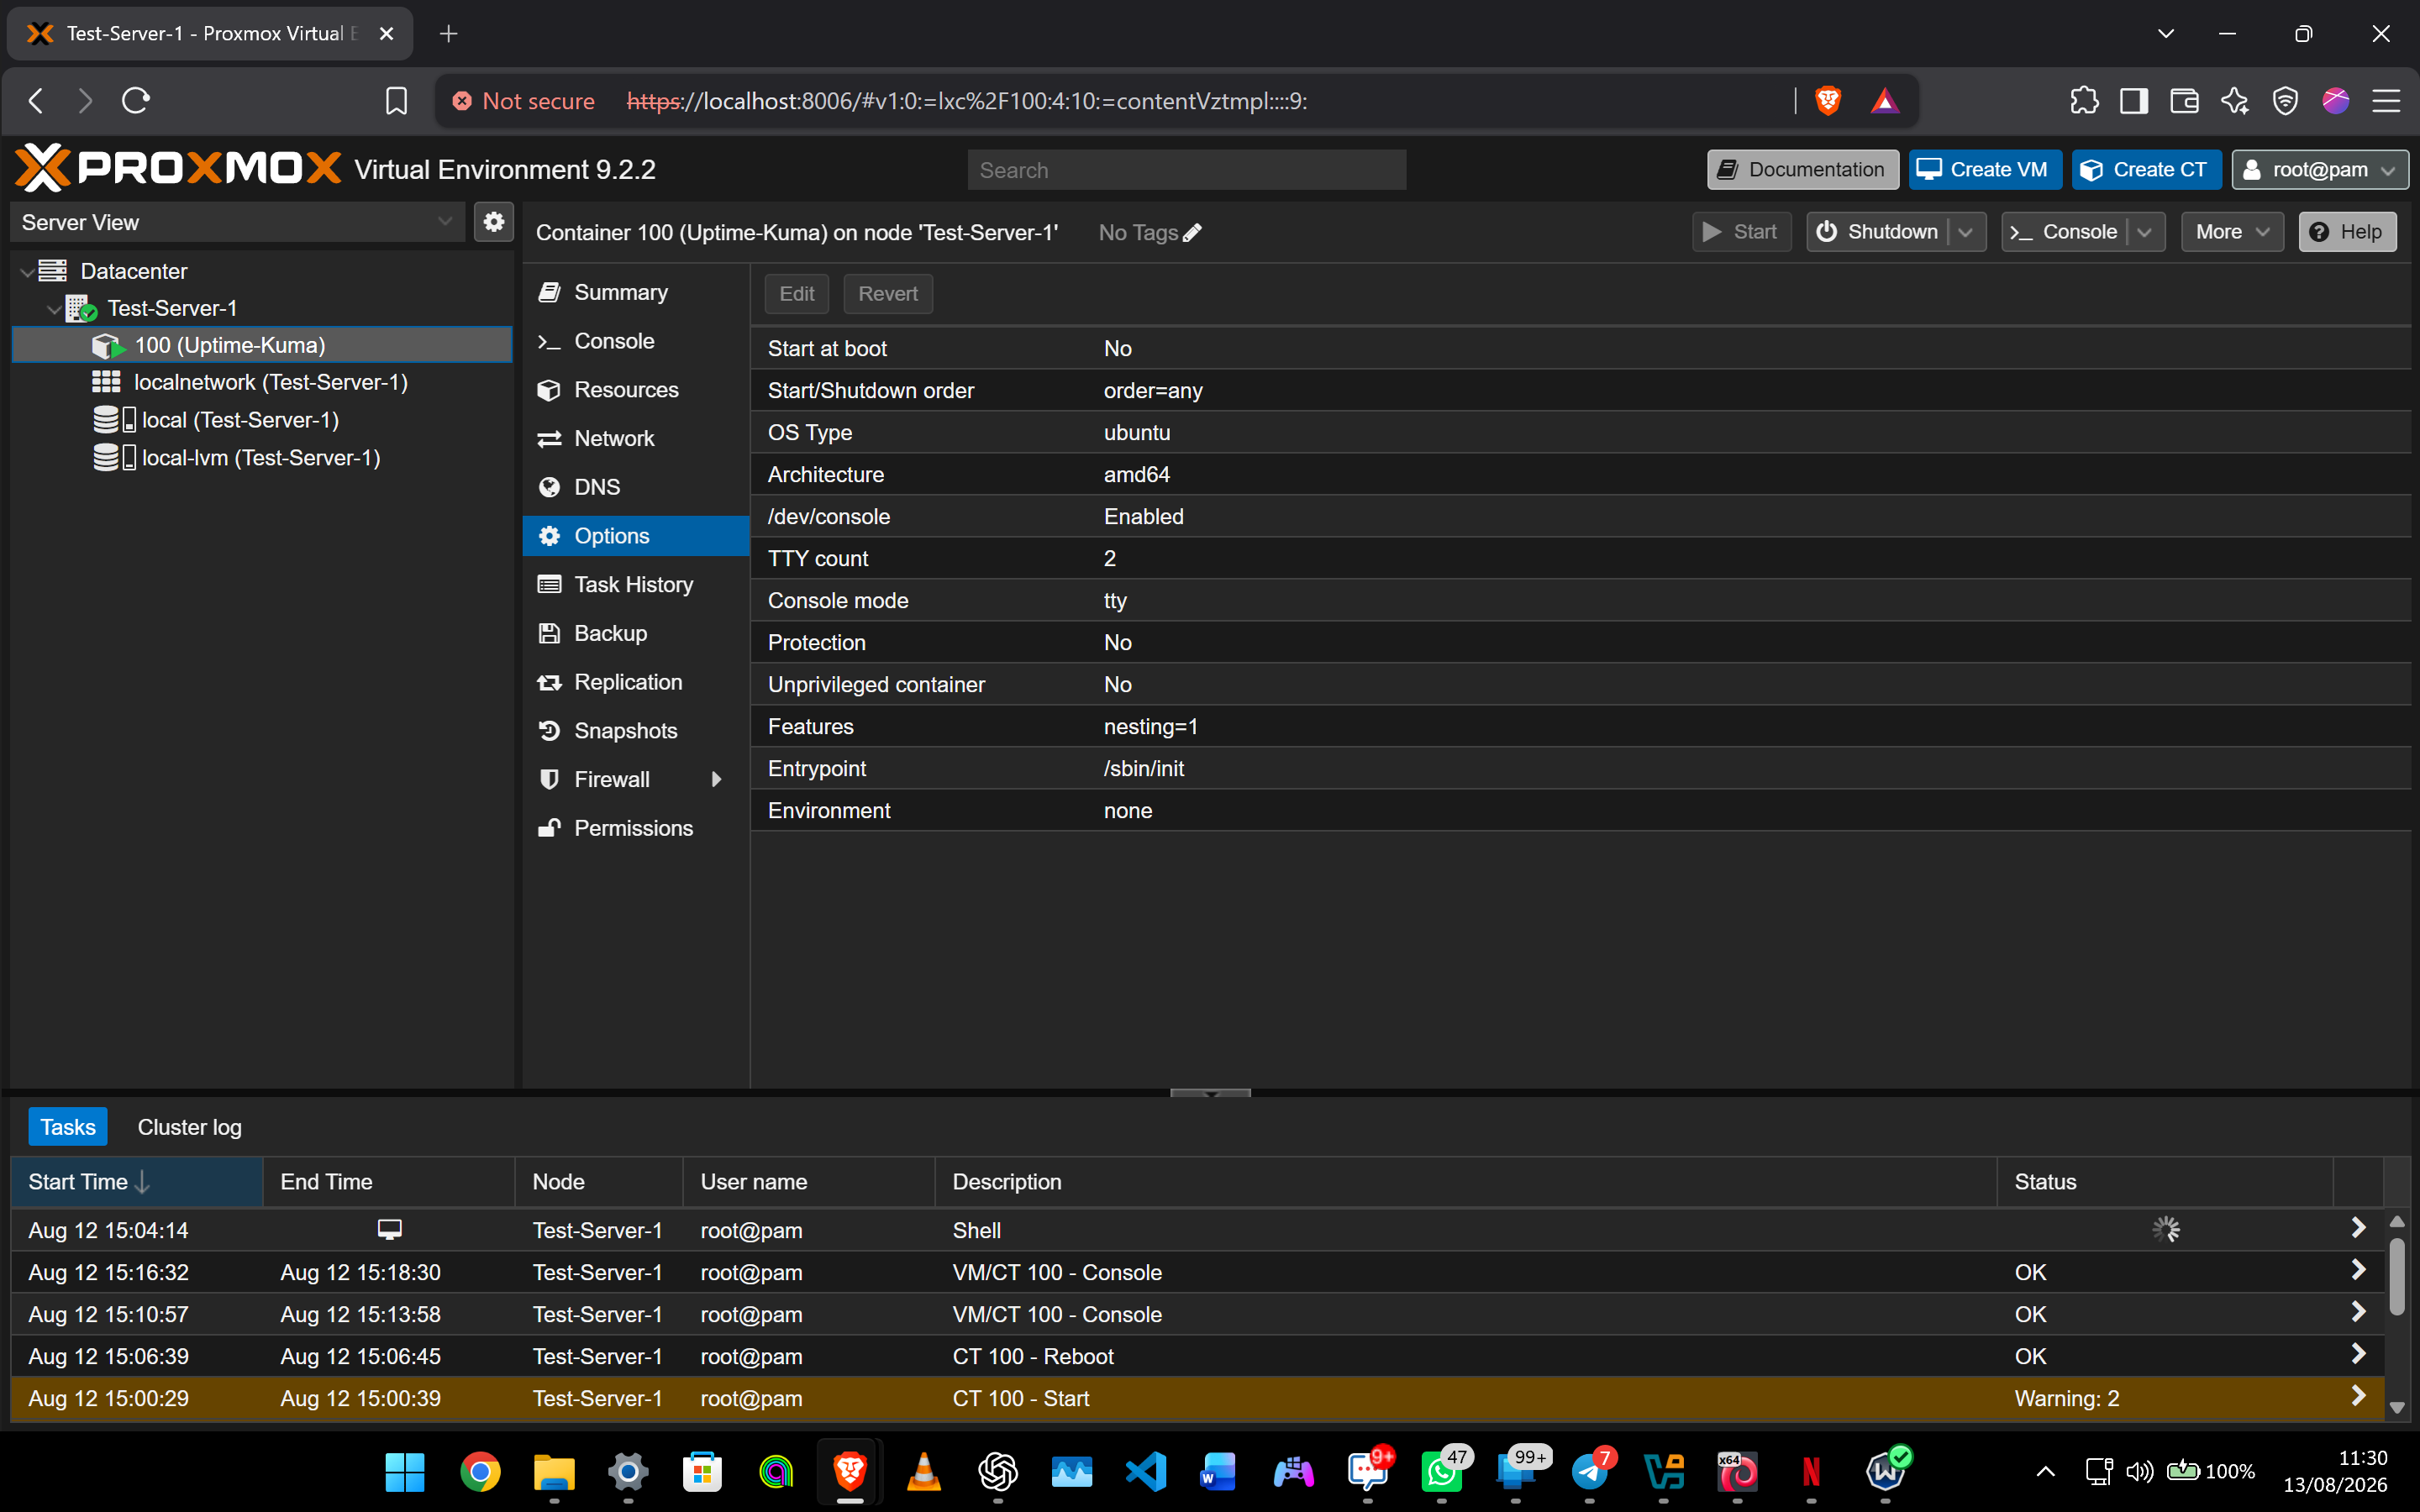 Test-Server-1 - Proxmox Virtual E
Not secure https://localhost:8006/#v1:0:=lxc%2F100:4:10:=contentVztmpl::::9:
PROXMOX Virtual Environment 9.2.2
Search
Documentation
Create VM
Create CT
root@pam
Server View
Container 100 (Uptime-Kuma) on node 'Test-Server-1'
No Tags
Start
Shutdown
Console
More
Help
Datacenter
Test-Server-1
100 (Uptime-Kuma)
localnetwork (Test-Server-1)
local (Test-Server-1)
local-lvm (Test-Server-1)
Summary
Console
Resources
Network
DNS
Options
Task History
Backup
Replication
Snapshots
Firewall
Permissions
Edit
Revert
Start at boot No
Start/Shutdown order order=any
OS Type ubuntu
Architecture amd64
/dev/console Enabled
TTY count 2
Console mode tty
Protection No
Unprivileged container No
Features nesting=1
Entrypoint /sbin/init
Environment none
Tasks
Cluster log
Start Time End Time Node User name Description Status
Aug 12 15:04:14 Test-Server-1 root@pam Shell
Aug 12 15:16:32 Aug 12 15:18:30 Test-Server-1 root@pam VM/CT 100 - Console OK
Aug 12 15:10:57 Aug 12 15:13:58 Test-Server-1 root@pam VM/CT 100 - Console OK
Aug 12 15:06:39 Aug 12 15:06:45 Test-Server-1 root@pam CT 100 - Reboot OK
Aug 12 15:00:29 Aug 12 15:00:39 Test-Server-1 root@pam CT 100 - Start Warning: 2
9+
47
99+
7
x64
100%
11:30
13/08/2026